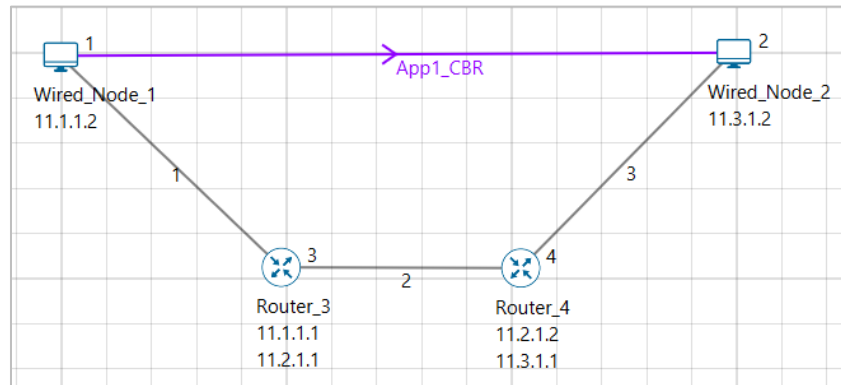 1
2
App1_CBR
Wired_Node_1
11.1.1.2
Wired_Node_2
11.3.1.2
1
3
3
4
2
Router_3
11.1.1.1
11.2.1.1
Router_4
11.2.1.2
11.3.1.1